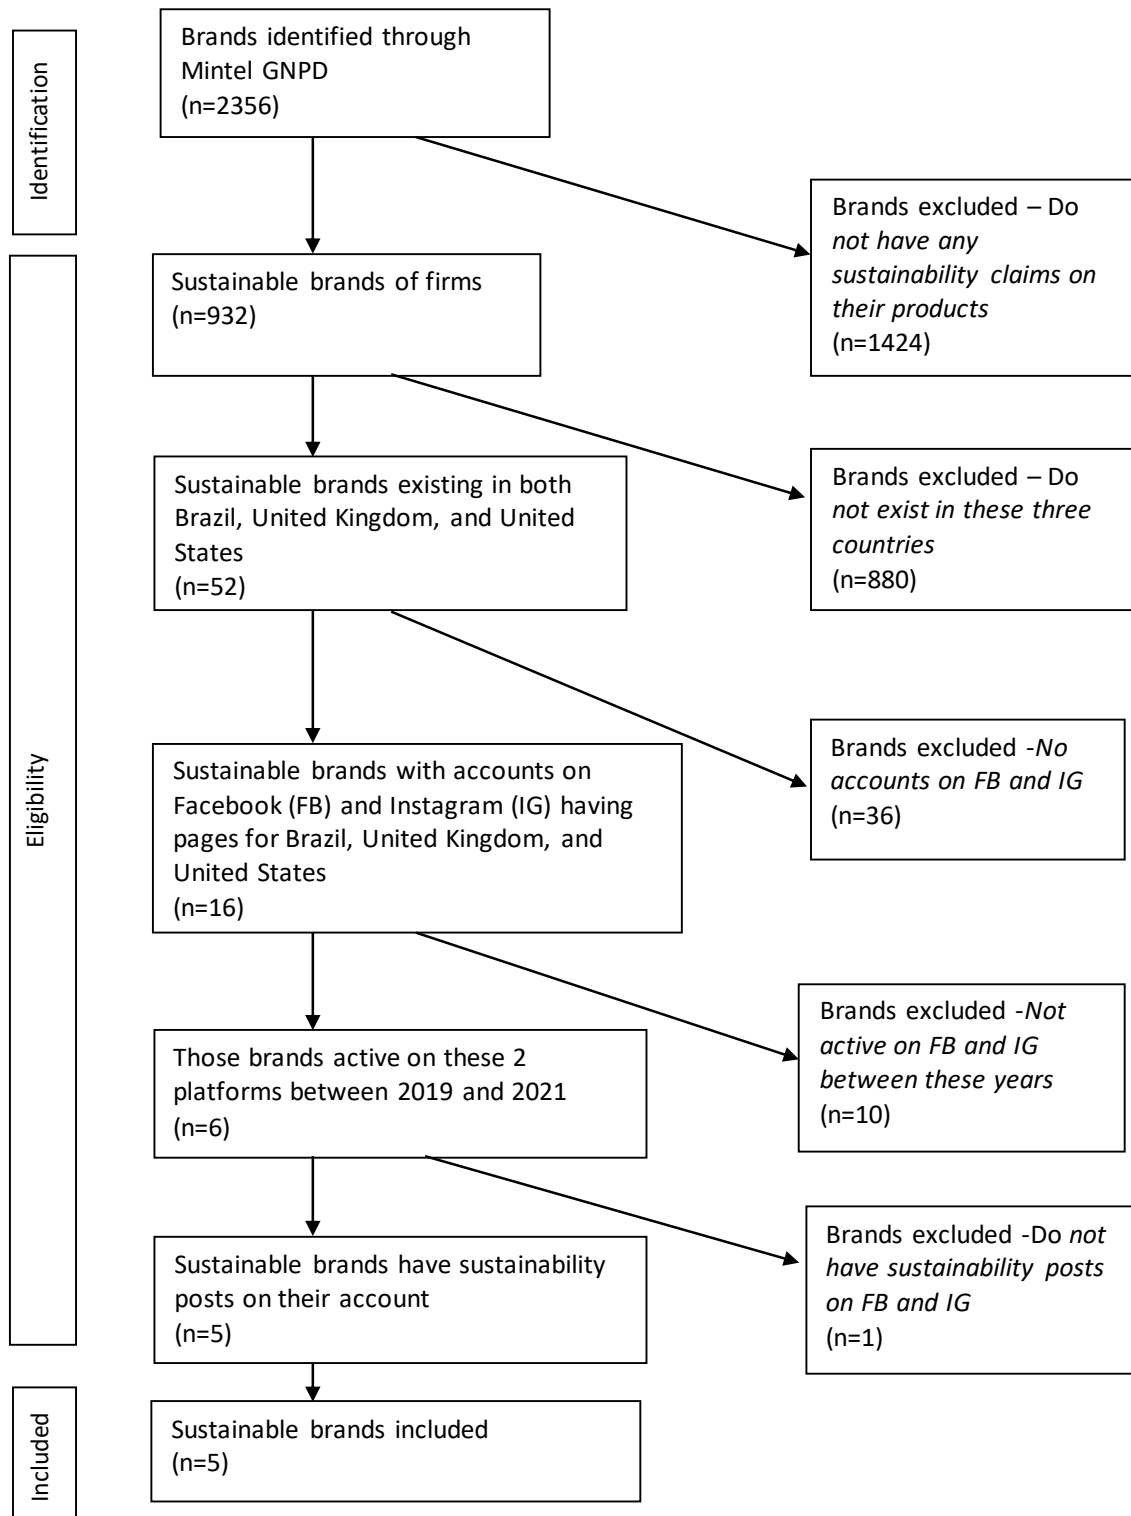 Identification
Brands identified through
Mintel GNPD
(n=2356)
Brands excluded – Do
not have any
sustainability claims on
their products
(n=1424)
Eligibility
Sustainable brands of firms
(n=932)
Brands excluded – Do
not exist in these three
countries
(n=880)
Sustainable brands existing in both
Brazil, United Kingdom, and United
States
(n=52)
Brands excluded -No
accounts on FB and IG
(n=36)
Sustainable brands with accounts on
Facebook (FB) and Instagram (IG) having
pages for Brazil, United Kingdom, and
United States
(n=16)
Brands excluded -Not
active on FB and IG
between these years
(n=10)
Those brands active on these 2
platforms between 2019 and 2021
(n=6)
Brands excluded -Do not
have sustainability posts
on FB and IG
(n=1)
Sustainable brands have sustainability
posts on their account
(n=5)
Included
Sustainable brands included
(n=5)